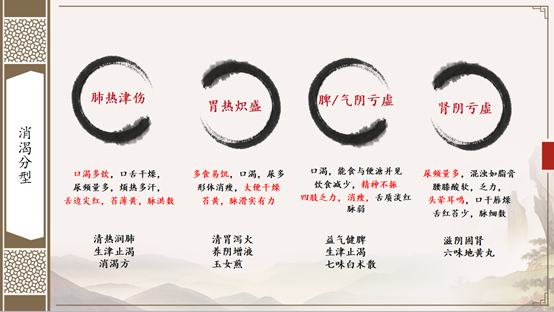 消渴分型
肺热津伤
口渴多饮，口舌干燥，
尿频量多，烦热多汗，
舌边尖红，苔薄黄，脉洪数
清热润肺
生津止渴
消渴方
胃热炽盛
多食易饥，口渴，尿多
形体消瘦，大便干燥
苔黄，脉滑实有力
清胃泻火
养阴增液
玉女煎
脾/气阴亏虚
口渴，能食与便溏并见
饮食减少，精神不振
四肢乏力，消瘦，舌质淡红
脉弱
益气健脾
生津止渴
七味白术散
肾阴亏虚
尿频量多，混浊如脂膏
腰膝酸软，乏力，
头晕耳鸣，口干唇燥
舌红苔少，脉细数
滋阴固肾
六味地黄丸